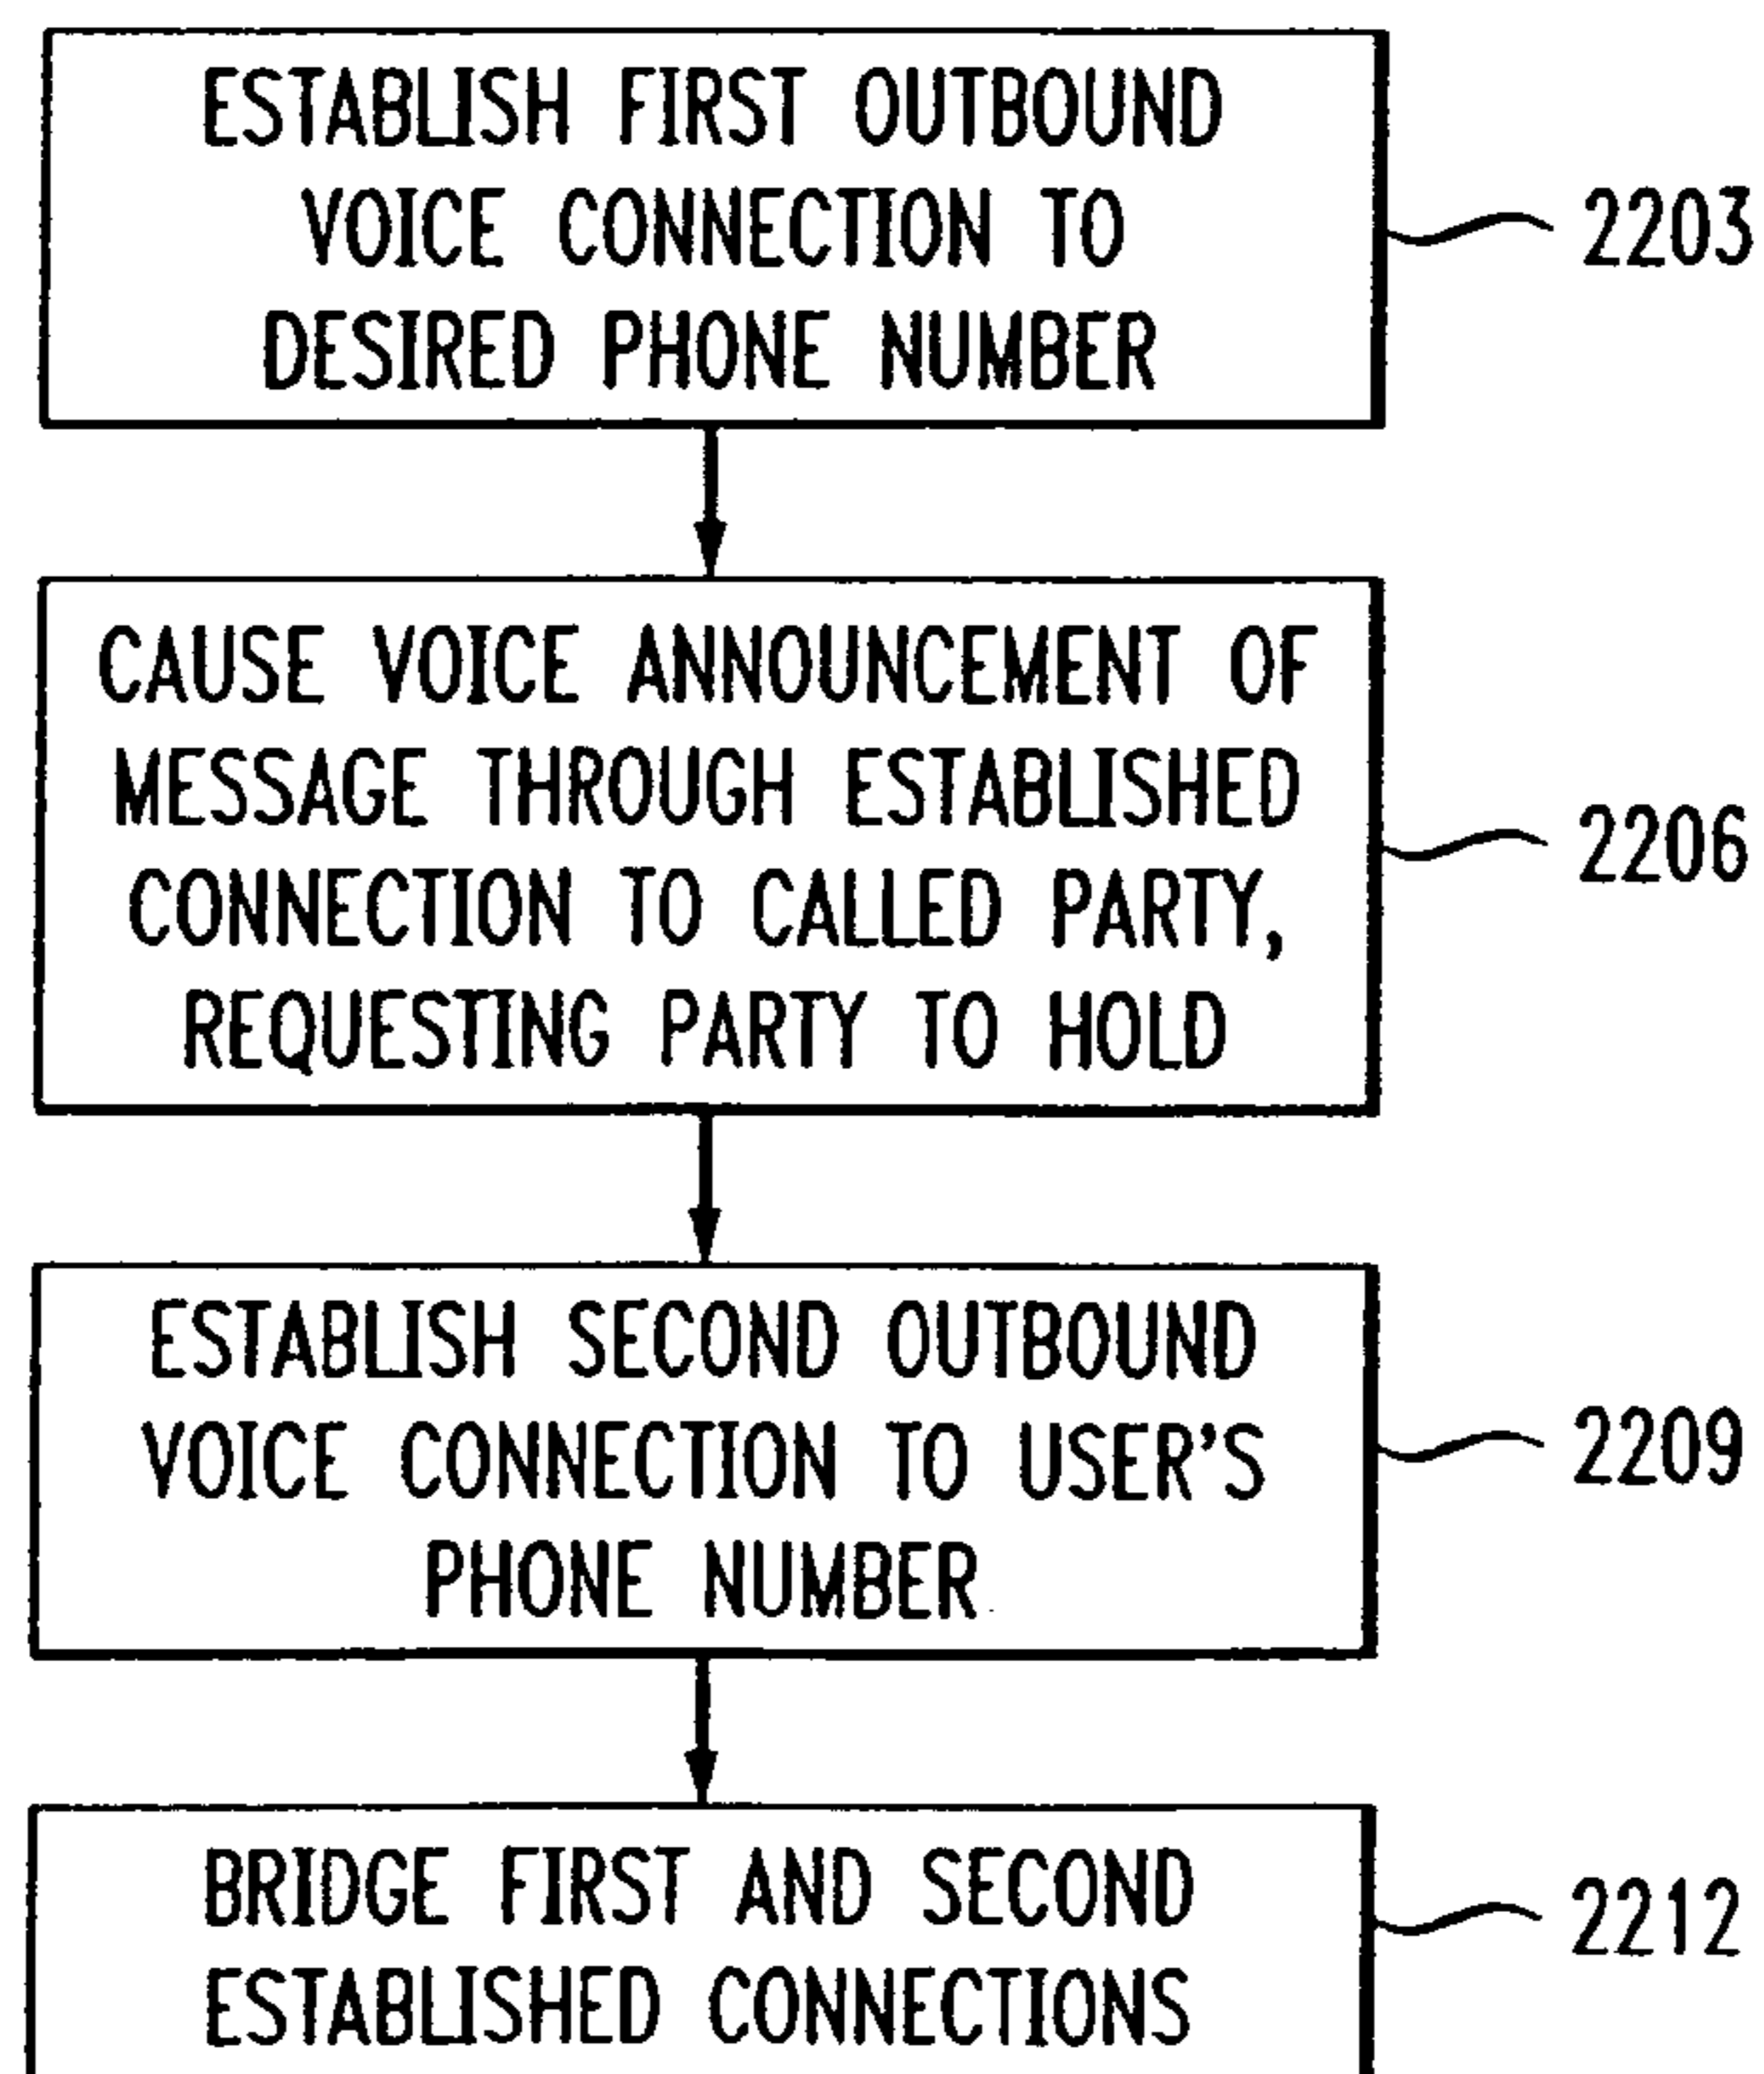 ESTABLISH FIRST OUTBOUND
VOICE CONNECTION TO
DESIRED PHONE NUMBER
2203
CAUSE VOICE ANNOUNCEMENT OF
MESSAGE THROUGH ESTABLISHED
CONNECTION TO CALLED PARTY,
REQUESTING PARTY TO HOLD
2206
ESTABLISH SECOND OUTBOUND
VOICE CONNECTION TO USER'S
PHONE NUMBER
2209
BRIDGE FIRST AND SECOND
ESTABLISHED CONNECTIONS
2212